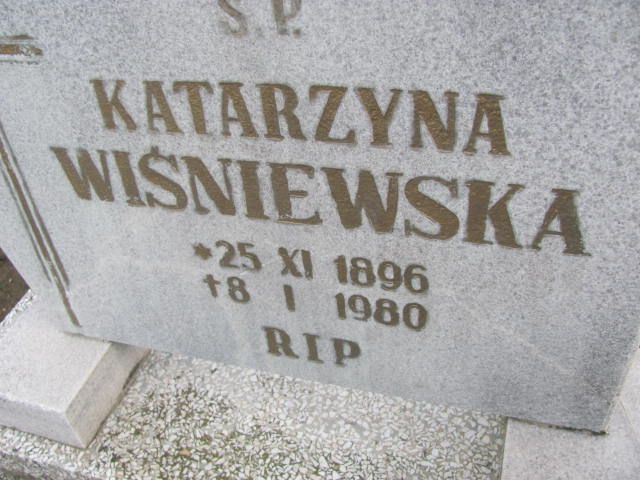 Ś.P.
KATARZYNA
WIŚNIEWSKA
*25 XI 1896
†8 I 1980
RIP